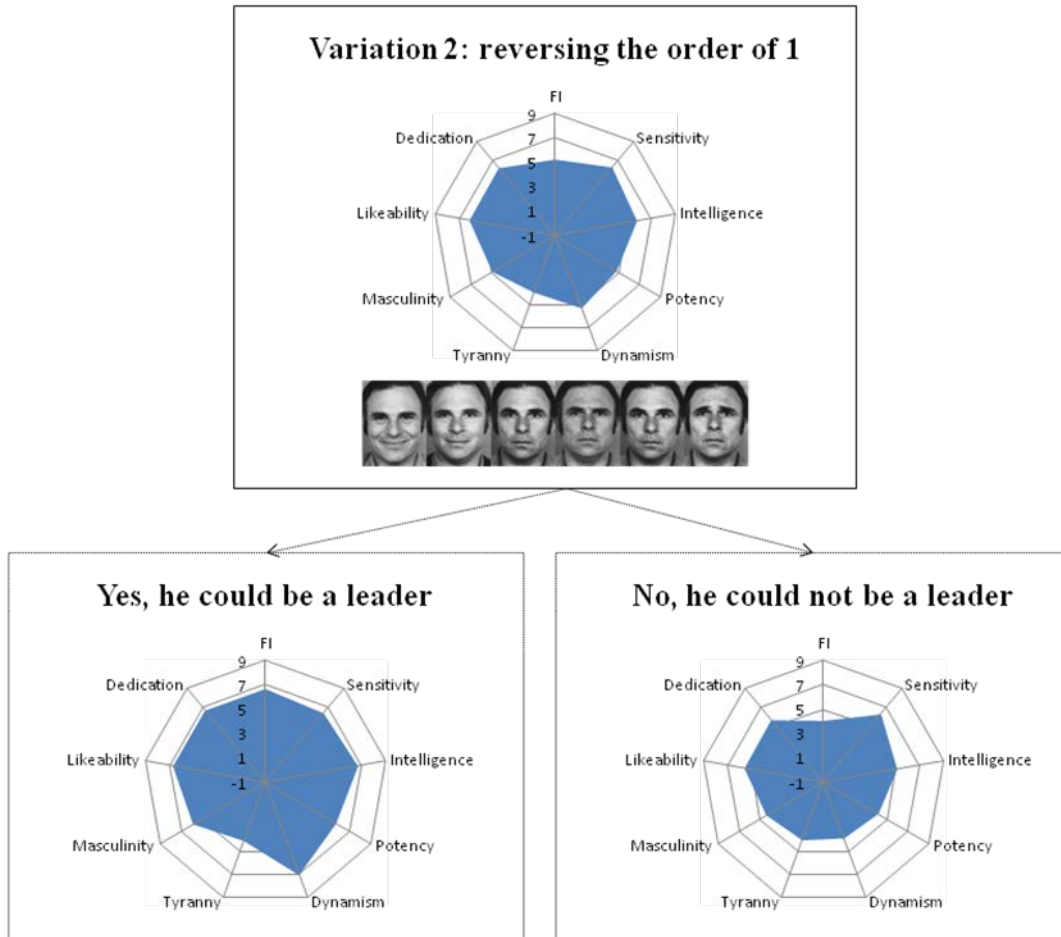 Variation 2: reversing the order of 1
FI
9
Dedication
7
Sensitivity
5
3
Likeability
1
Intelligence
-1
Masculinity
Potency
Tyranny
Dynamism
Yes, he could be a leader
FI
9
Dedication
7
Sensitivity
5
3
Likeability
1
Intelligence
-1
Masculinity
Potency
Tyranny
Dynamism
No, he could not be a leader
FI
9
Dedication
7
Sensitivity
5
3
Likeability
1
Intelligence
-1
Masculinity
Potency
Tyranny
Dynamism